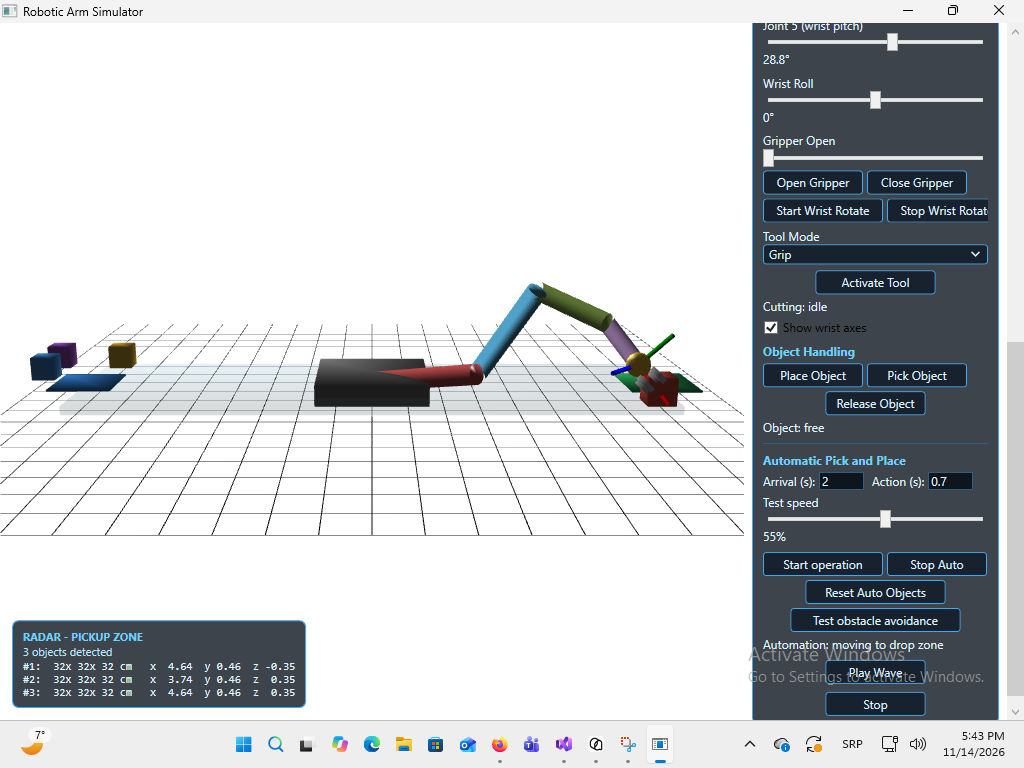 Robotic Arm Simulator
Joint 5 (wrist pitch)
28.8°
Wrist Roll
0°
Gripper Open
Open Gripper Close Gripper
Start Wrist Rotate Stop Wrist Rotat
Tool Mode
Grip
Activate Tool
Cutting: idle
Show wrist axes
Object Handling
Place Object Pick Object
Release Object
Object: free
Automatic Pick and Place
Arrival (s): 2 Action (s): 0.7
Test speed
55%
Start operation Stop Auto
Reset Auto Objects
Test obstacle avoidance
Automation: moving to drop zone
Activate Windows
Play Wave
Go to Settings to activate Windows.
Stop
RADAR - PICKUP ZONE
3 objects detected
#1: 32x 32x 32 cm x 4.64 y 0.46 z -0.35
#2: 32x 32x 32 cm x 3.74 y 0.46 z 0.35
#3: 32x 32x 32 cm x 4.64 y 0.46 z 0.35
7°
SRP
5:43 PM
11/14/2026